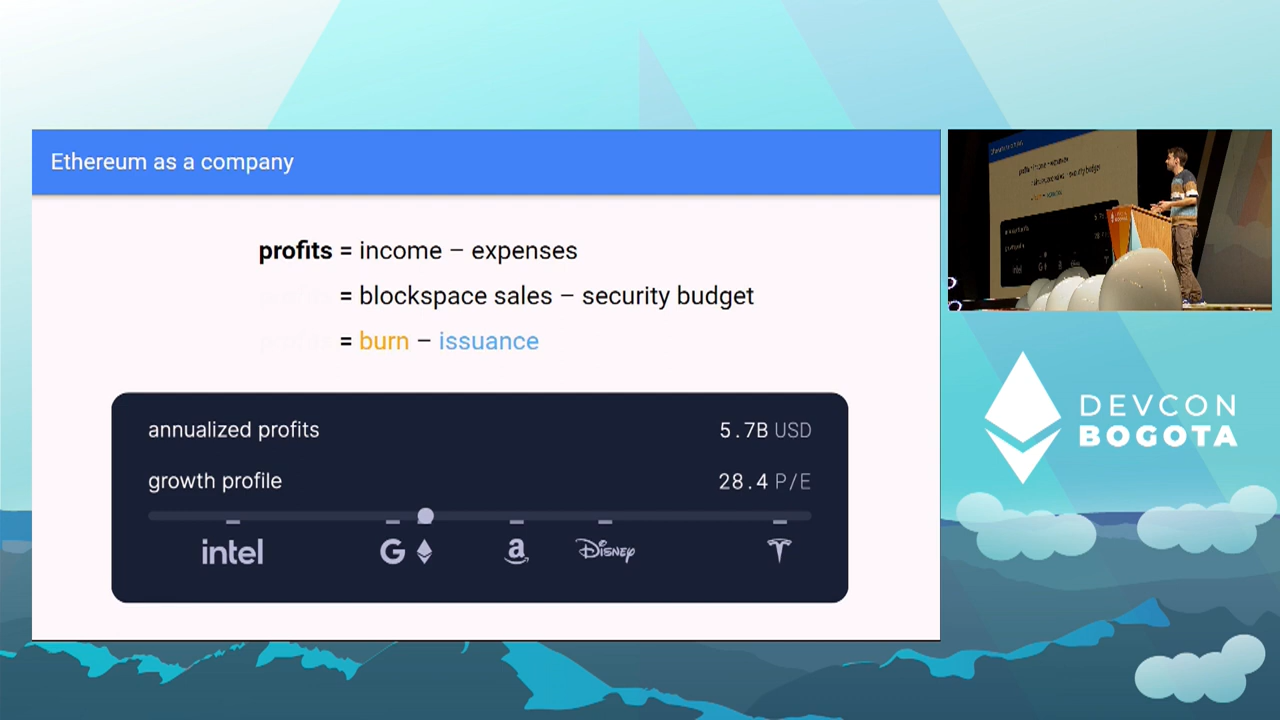 Ethereum as a company
profits = income – expenses
= blockspace sales – security budget
= burn – issuance
annualized profits 5.7B USD
growth profile 28.4 P/E
intel G a Disney T
DEVCON
BOGOTA